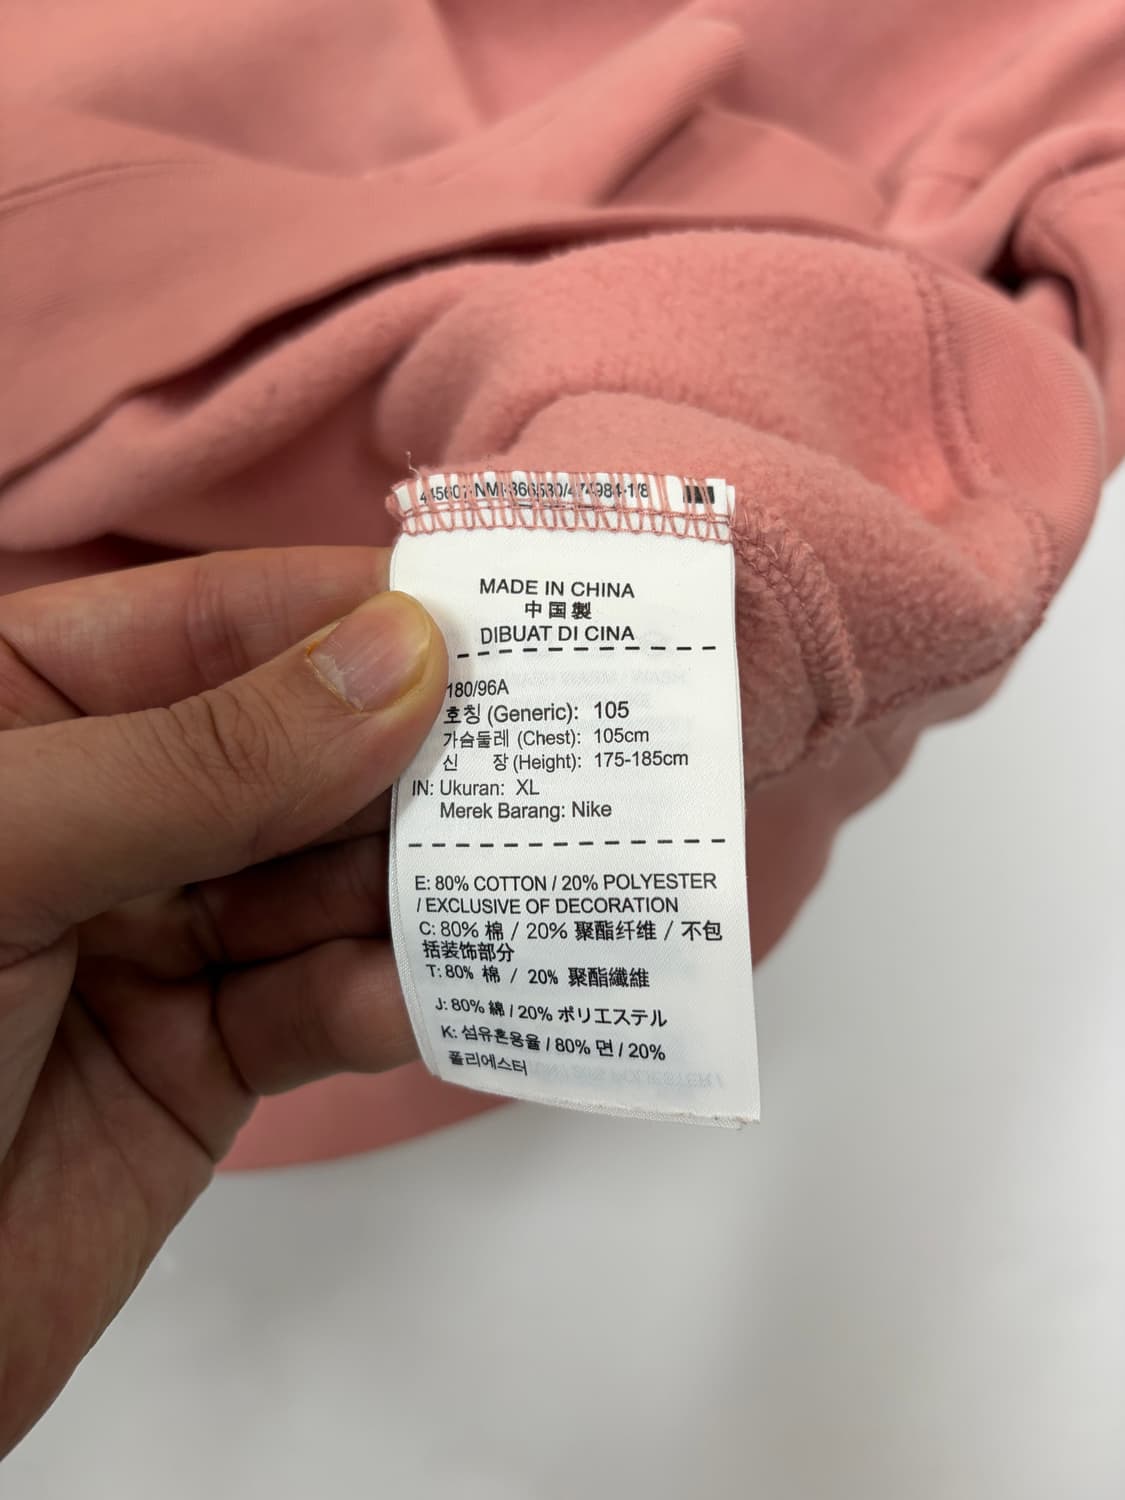 MADE IN CHINA
中国製
DIBUAT DI CINA
180/96A
호칭 (Generic): 105
가슴둘레 (Chest): 105cm
신 장 (Height): 175-185cm
IN: Ukuran: XL
Merek Barang: Nike
E: 80% COTTON / 20% POLYESTER
/ EXCLUSIVE OF DECORATION
C: 80% 棉 / 20% 聚酯纤维 / 不包
括装饰部分
T: 80% 棉 / 20% 聚酯纖維
J: 80% 綿 / 20% ポリエステル
K: 섬유혼용율 / 80% 면 / 20%
폴리에스터